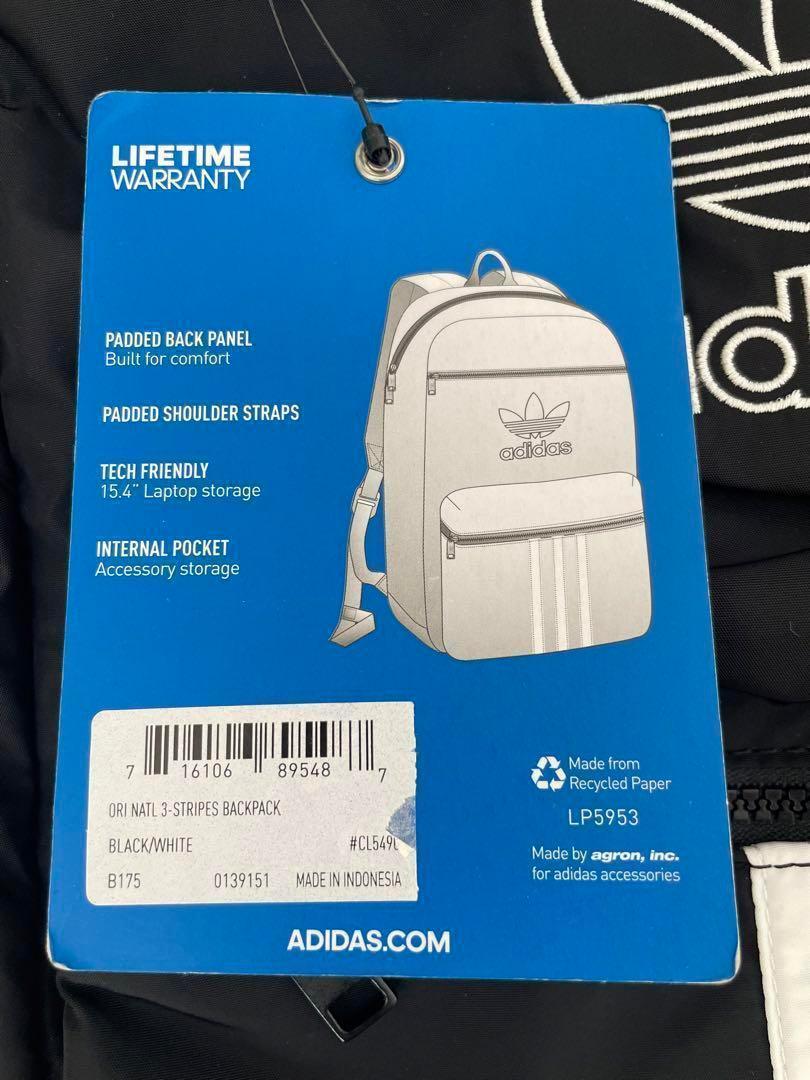 LIFETIME
WARRANTY
PADDED BACK PANEL
Built for comfort
PADDED SHOULDER STRAPS
TECH FRIENDLY
15.4" Laptop storage
INTERNAL POCKET
Accessory storage
adidas
7 16106 89548 7
ORI NATL 3-STRIPES BACKPACK
BLACK/WHITE #CL549
B175 0139151 MADE IN INDONESIA
Made from
Recycled Paper
LP5953
Made by agron, inc.
for adidas accessories
ADIDAS.COM